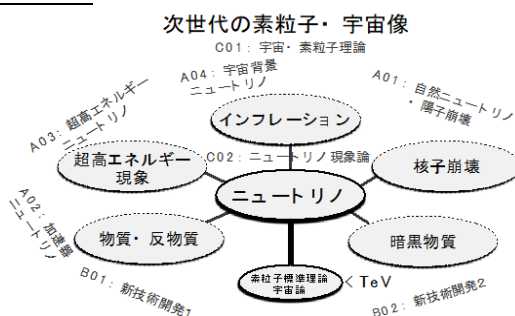 次世代の素粒子・宇宙像
C01：宇宙・素粒子理論
A04：宇宙背景
ニュートリノ
A01：自然ニュートリノ
・陽子崩壊
A03：超高エネルギー
ニュートリノ
インフレーション
超高エネルギー
現象
C02：ニュートリノ現象論
核子崩壊
ニュートリノ
A02：加速器
ニュートリノ
物質・反物質
暗黒物質
素粒子標準理論
宇宙論
< TeV
B01：新技術開発1
B02：新技術開発2